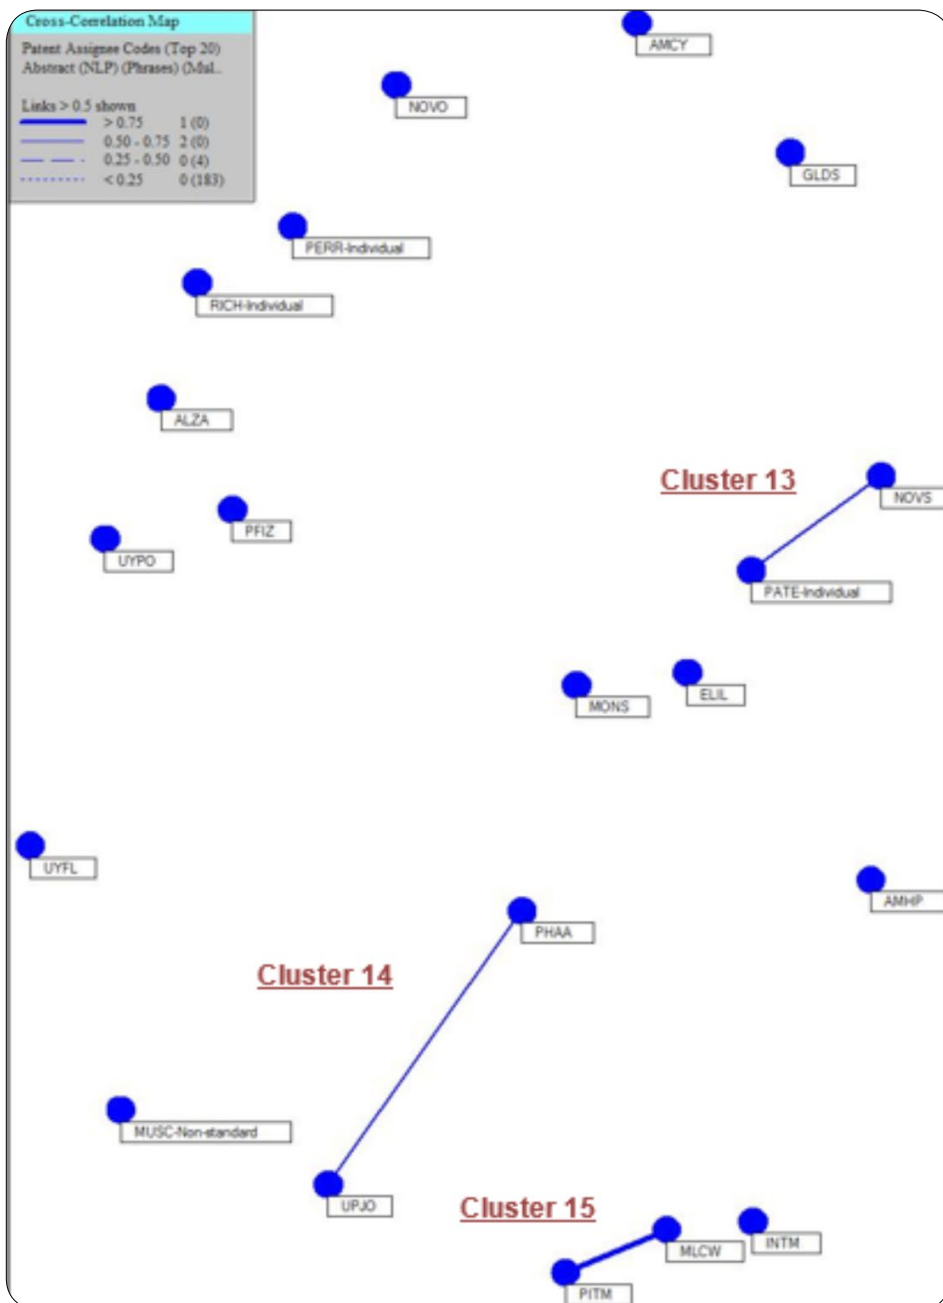 Cross-Correlation Map
Patent Assignee Codes (Top 20)
Abstract (NLP) (Phrases) (Mul..
Links > 0.5 shown
> 0.75 1 (0)
0.50 - 0.75 2 (0)
0.25 - 0.50 0 (4)
< 0.25 0 (183)
AMCY
NOVO
GLDS
PERR-Individual
RICH-Individual
ALZA
Cluster 13
NOVS
PFIZ
UYPO
PATE-Individual
ELIL
MONS
UYFL
AMHP
PHAA
Cluster 14
MUSC-Non-standard
UPJO
Cluster 15
INTM
MLCW
PITM